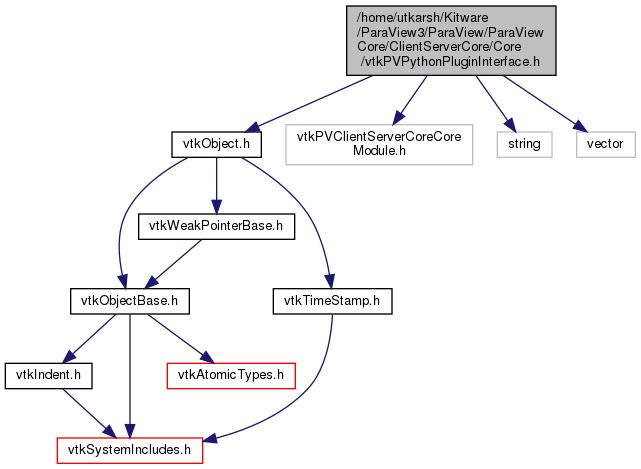 /home/utkarsh/Kitware
/ParaView3/ParaView/ParaView
Core/ClientServerCore/Core
/vtkPVPythonPluginInterface.h
vtkObject.h
vtkPVClientServerCoreCore
Module.h
string
vector
vtkWeakPointerBase.h
vtkObjectBase.h
vtkTimeStamp.h
vtkIndent.h
vtkAtomicTypes.h
vtkSystemIncludes.h